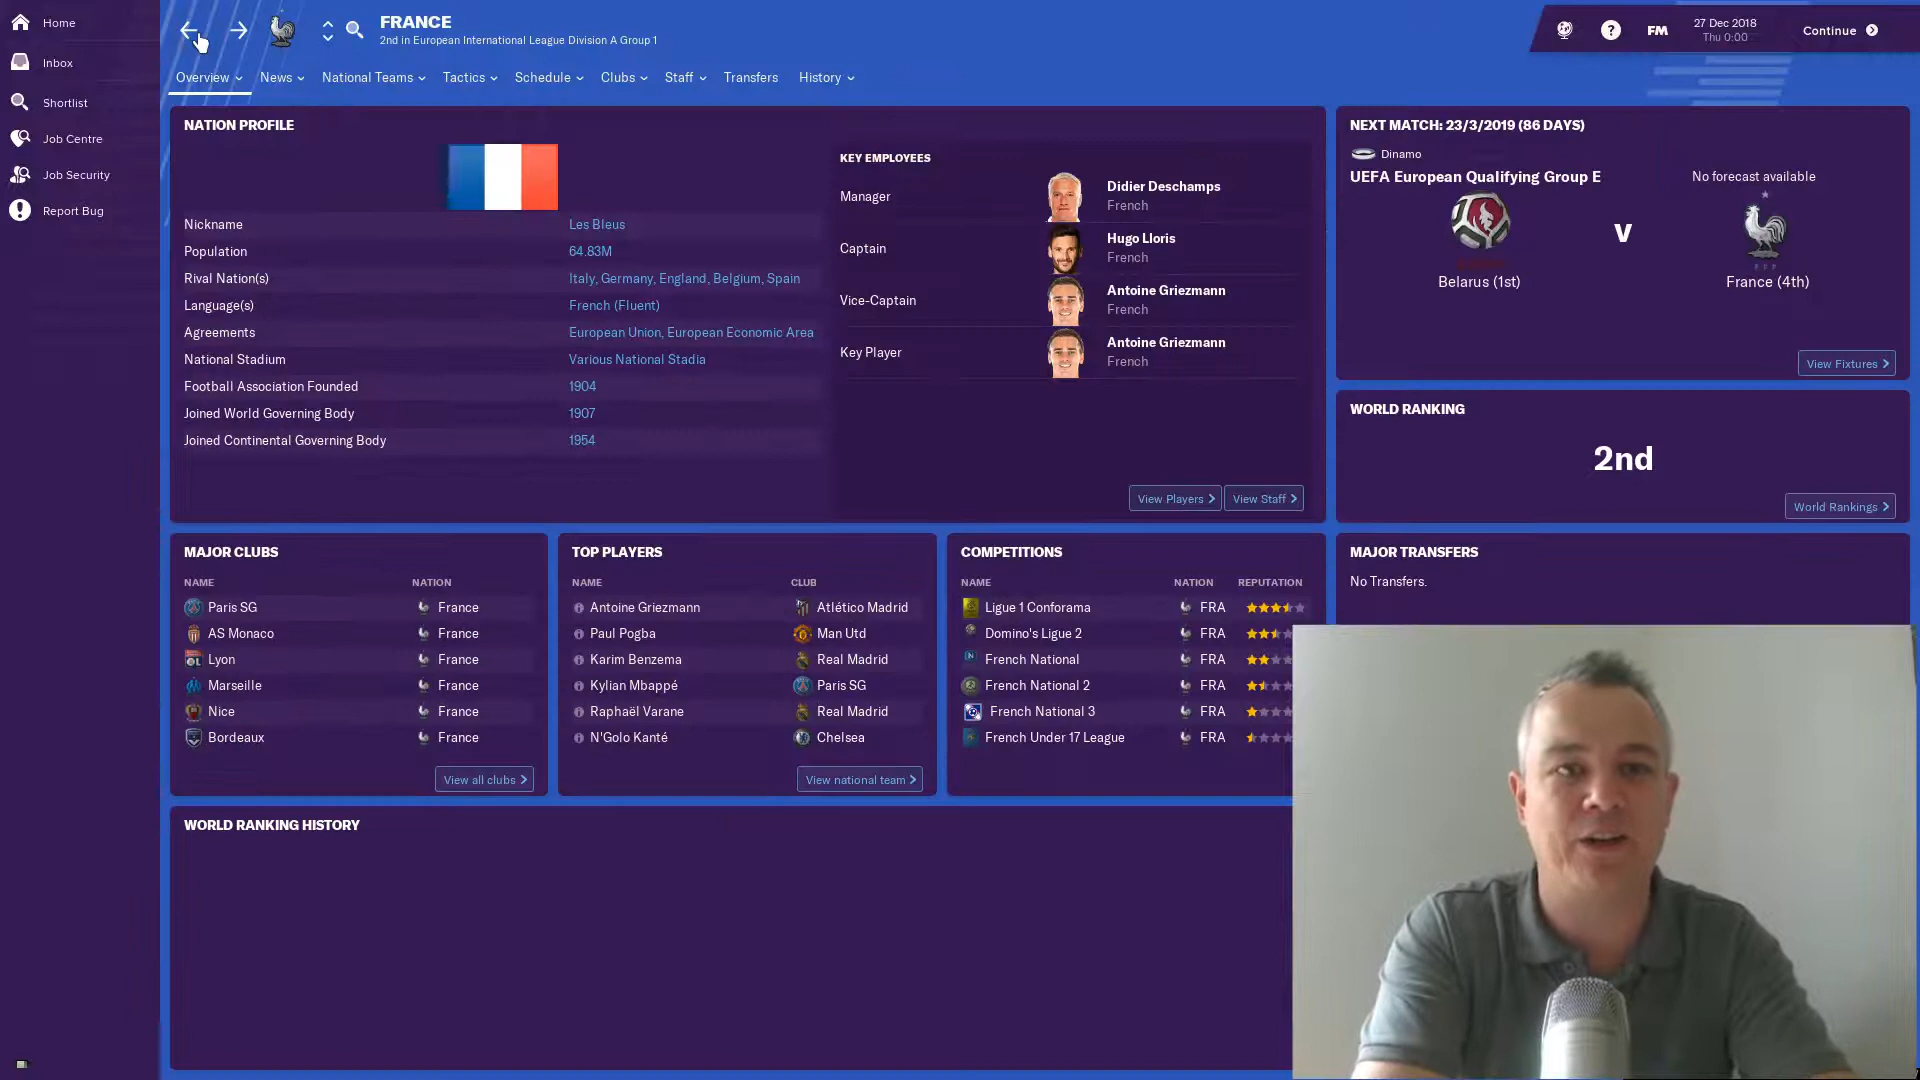 Home
Inbox
Shortlist
Job Centre
Job Security
Report Bug
FRANCE
2nd in European International League Division A Group 1
FM
27 Dec 2018
Thu 0:00
Continue
Overview
News
National Teams
Tactics
Schedule
Clubs
Staff
Transfers
History
NATION PROFILE
Nickname Les Bleus
Population 64.83M
Rival Nation(s) Italy, Germany, England, Belgium, Spain
Language(s) French (Fluent)
Agreements European Union, European Economic Area
National Stadium Various National Stadia
Football Association Founded 1904
Joined World Governing Body 1907
Joined Continental Governing Body 1954
KEY EMPLOYEES
Manager Didier Deschamps
French
Captain Hugo Lloris
French
Vice-Captain Antoine Griezmann
French
Key Player Antoine Griezmann
French
View Players
View Staff
NEXT MATCH: 23/3/2019 (86 DAYS)
Dinamo
UEFA European Qualifying Group E
No forecast available
V
Belarus (1st)
France (4th)
View Fixtures
WORLD RANKING
2nd
World Rankings
MAJOR CLUBS
NAME NATION
Paris SG France
AS Monaco France
Lyon France
Marseille France
Nice France
Bordeaux France
View all clubs
TOP PLAYERS
NAME CLUB
Antoine Griezmann Atlético Madrid
Paul Pogba Man Utd
Karim Benzema Real Madrid
Kylian Mbappé Paris SG
Raphaël Varane Real Madrid
N'Golo Kanté Chelsea
View national team
COMPETITIONS
NAME NATION REPUTATION
Ligue 1 Conforama FRA
Domino's Ligue 2 FRA
French National FRA
French National 2 FRA
French National 3 FRA
French Under 17 League FRA
MAJOR TRANSFERS
No Transfers.
WORLD RANKING HISTORY